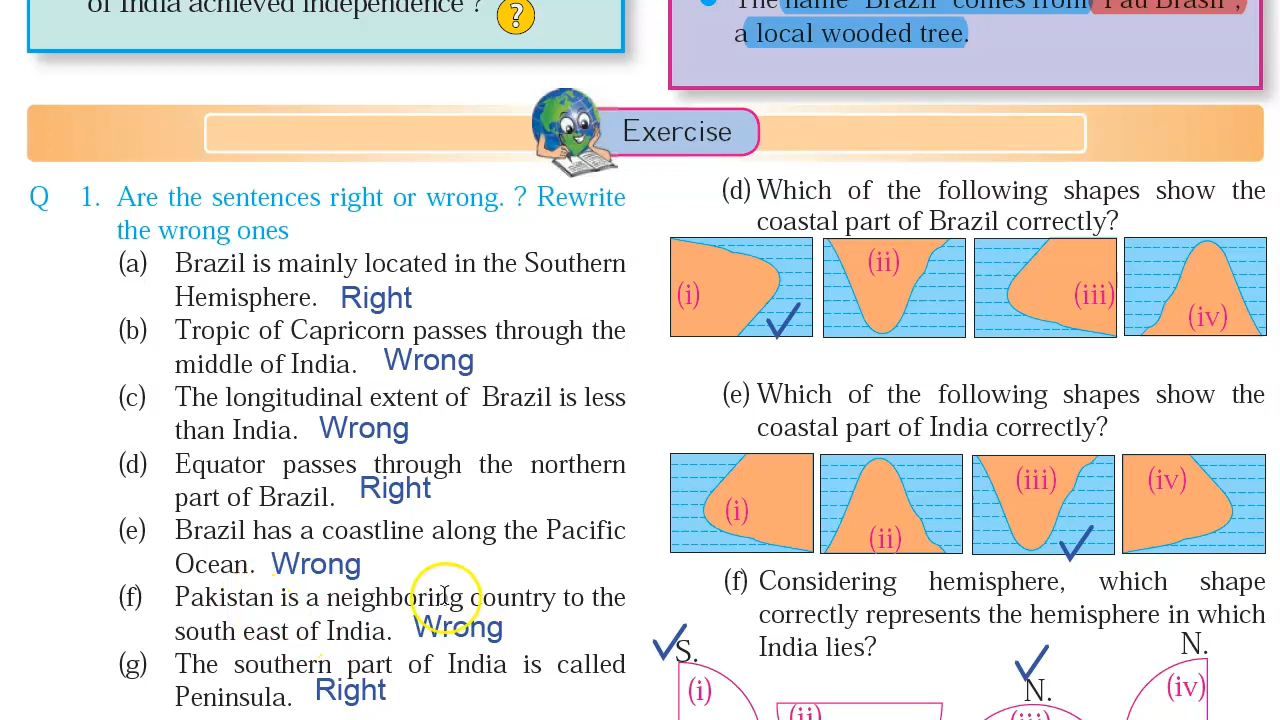 of India achieved independence ?
?
The name 'Brazil' comes from 'Pau Brasil',
a local wooded tree.
Exercise
Q 1. Are the sentences right or wrong. ? Rewrite
the wrong ones
(a) Brazil is mainly located in the Southern
Hemisphere. Right
(b) Tropic of Capricorn passes through the
middle of India. Wrong
(c) The longitudinal extent of Brazil is less
than India. Wrong
(d) Equator passes through the northern
part of Brazil. Right
(e) Brazil has a coastline along the Pacific
Ocean. Wrong
(f) Pakistan is a neighboring country to the
south east of India. Wrong
(g) The southern part of India is called
Peninsula. Right
(d) Which of the following shapes show the
coastal part of Brazil correctly?
(i) (ii) (iii) (iv)
(e) Which of the following shapes show the
coastal part of India correctly?
(i) (ii) (iii) (iv)
(f) Considering hemisphere, which shape
correctly represents the hemisphere in which
India lies?
S. N. N.
(i) (ii) (iii) (iv)